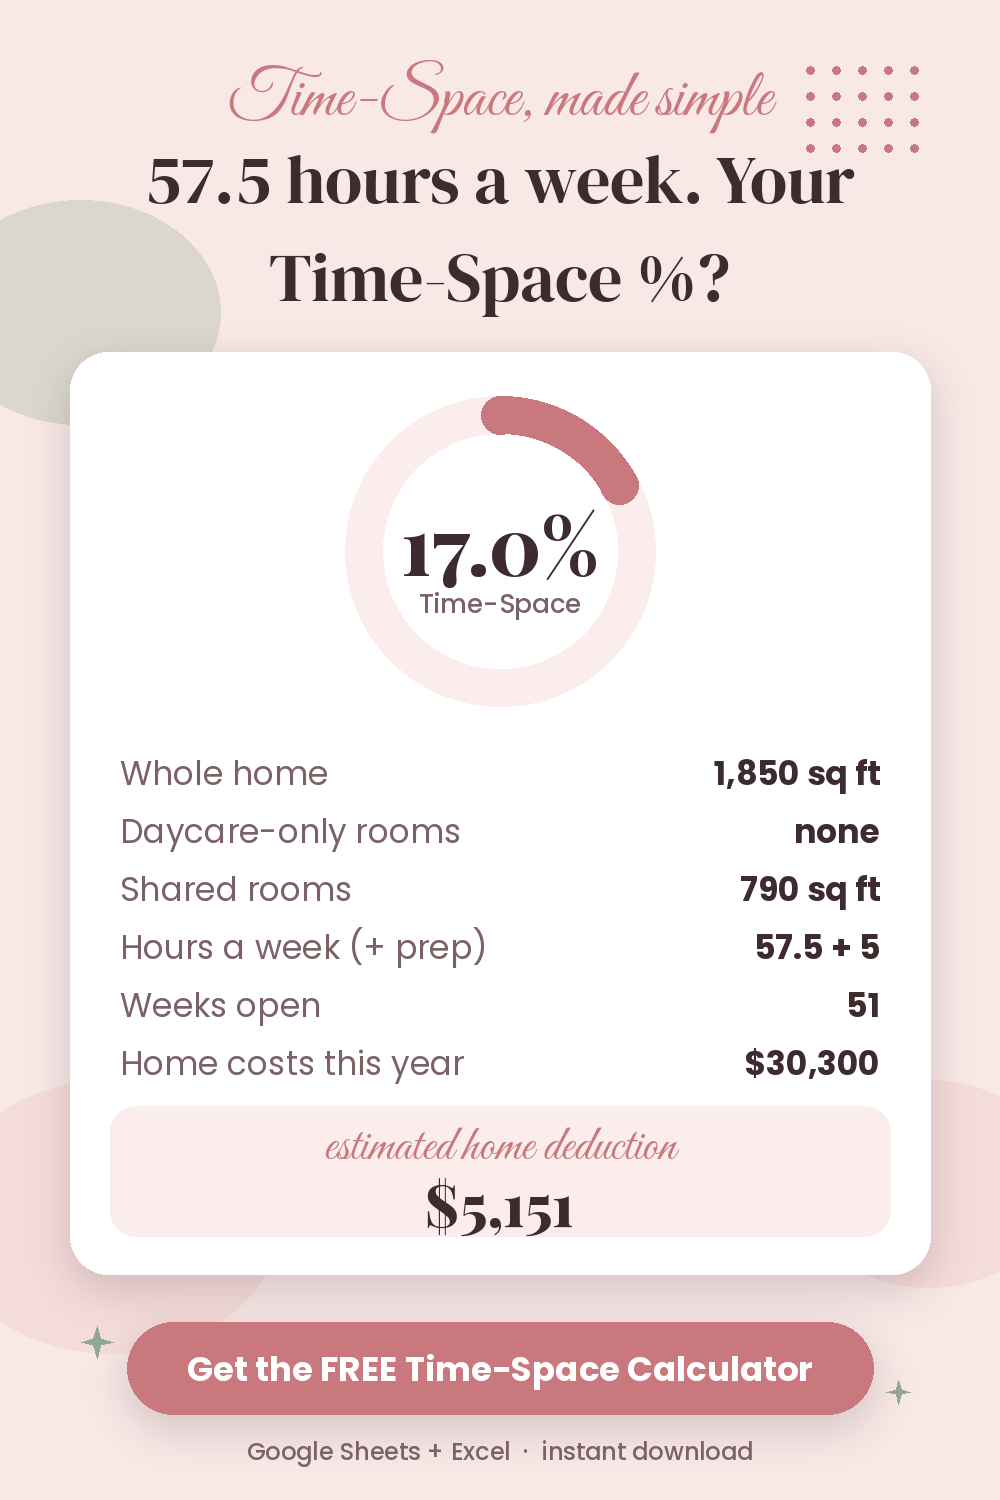 Time-Space, made simple
57.5 hours a week. Your
Time-Space %?
17.0%
Time-Space
Whole home 1,850 sq ft
Daycare-only rooms none
Shared rooms 790 sq ft
Hours a week (+ prep) 57.5 + 5
Weeks open 51
Home costs this year $30,300
estimated home deduction
$5,151
Get the FREE Time-Space Calculator
Google Sheets + Excel · instant download